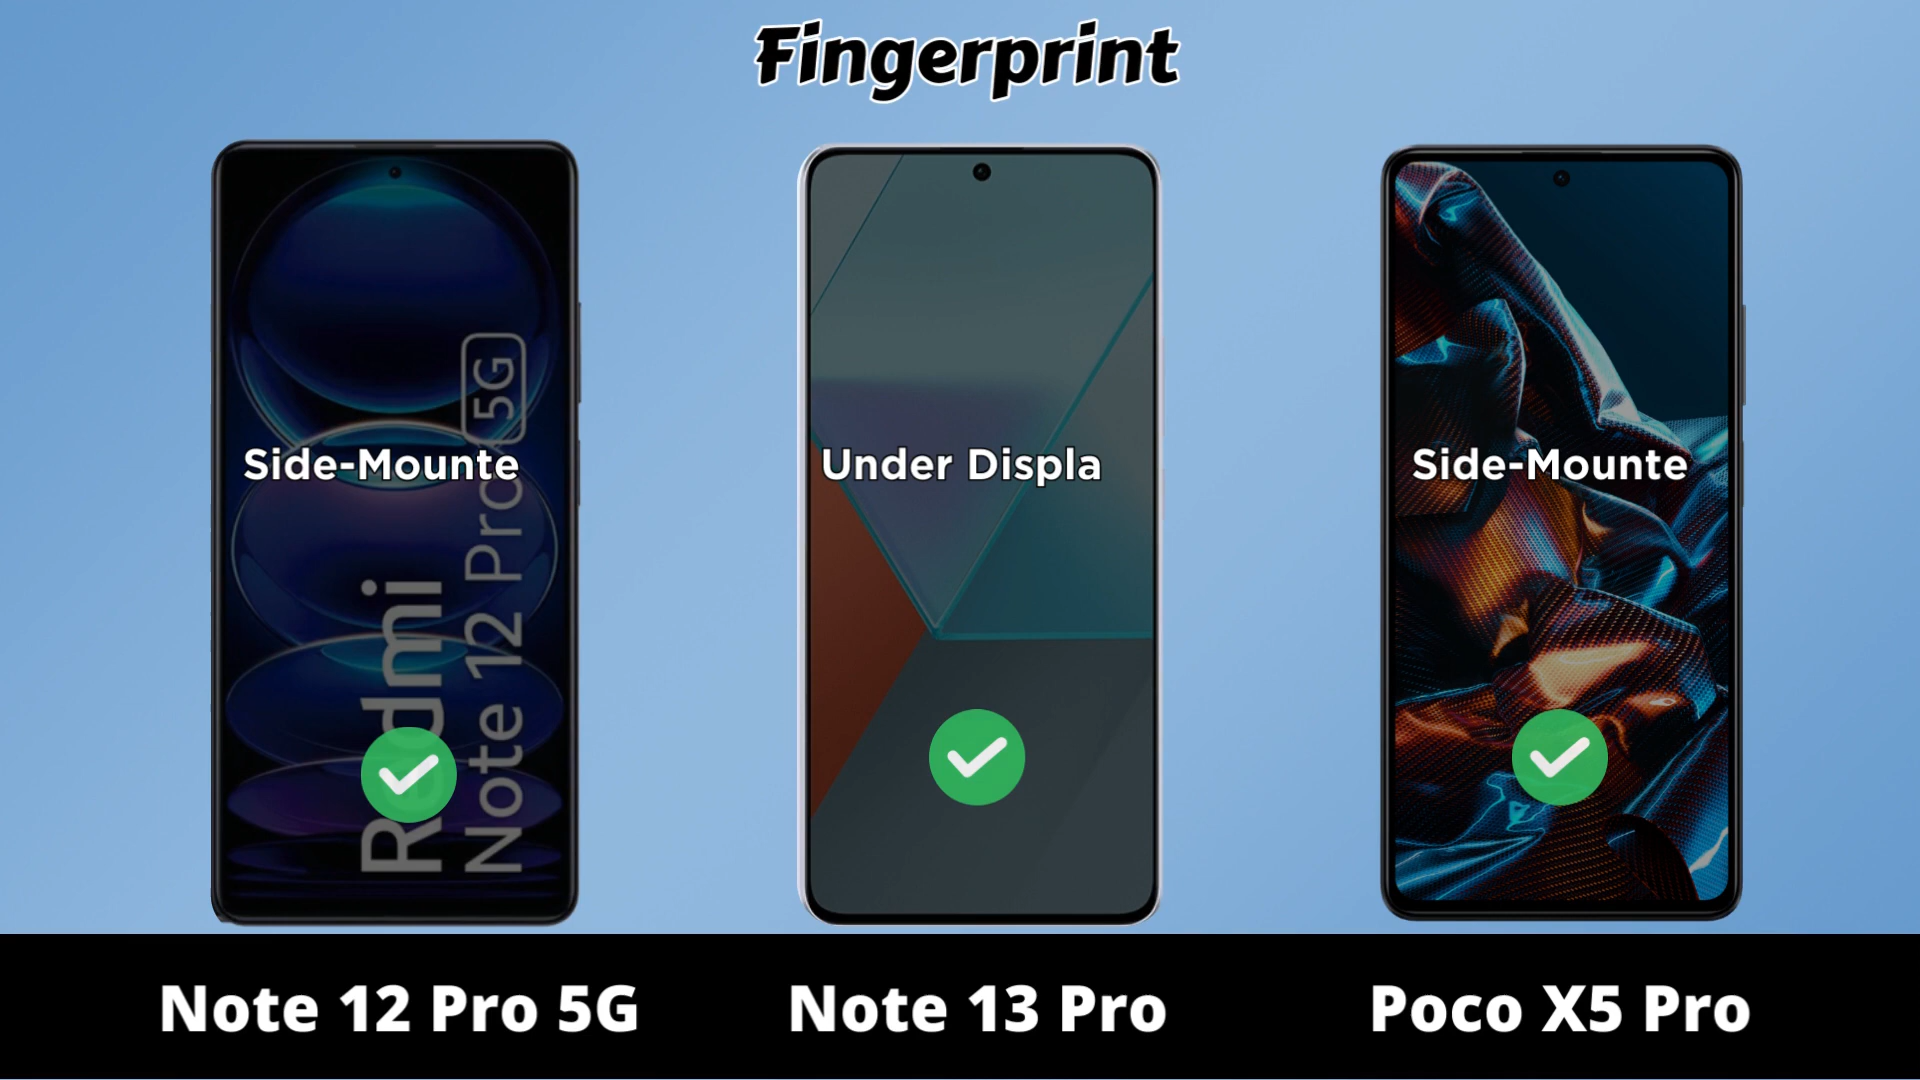 Fingerprint
Side-Mounte
Under Displa
Side-Mounte
Redmi
Note 12 Pro 5G
Note 12 Pro 5G
Note 13 Pro
Poco X5 Pro